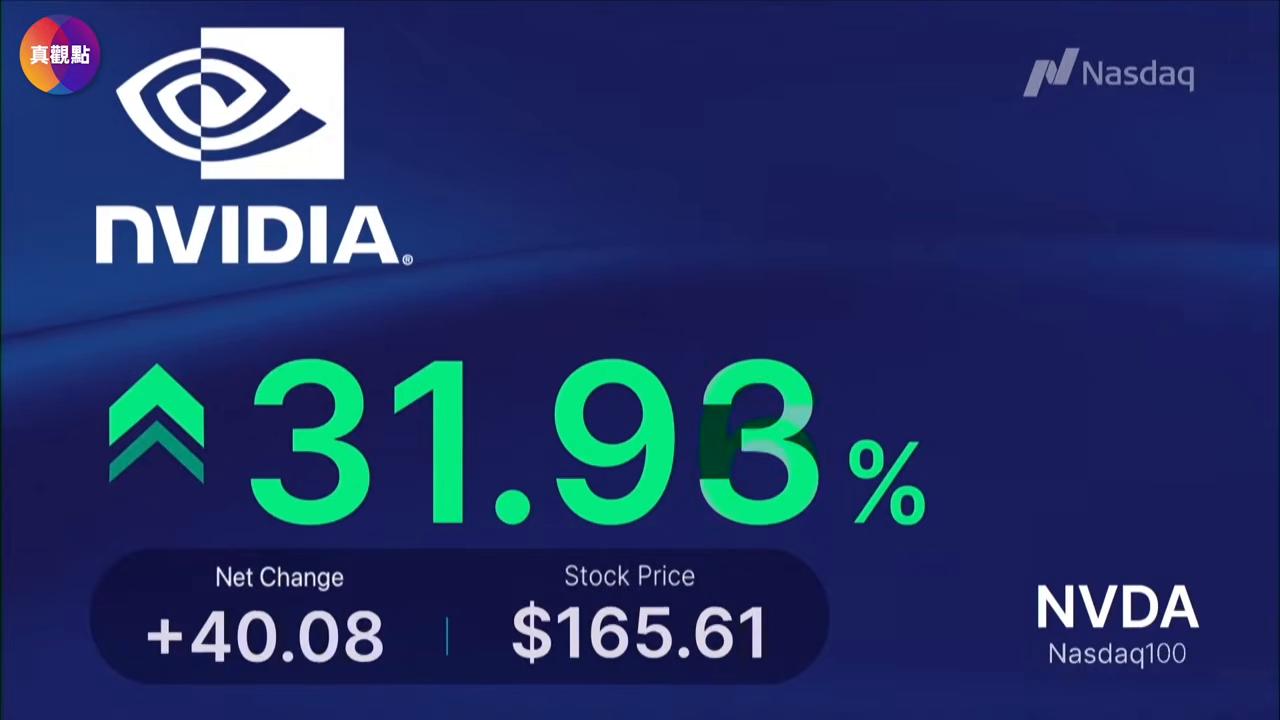 真觀點
Nasdaq
NVIDIA®
31.93%
Net Change
+40.08
Stock Price
$165.61
NVDA
Nasdaq100